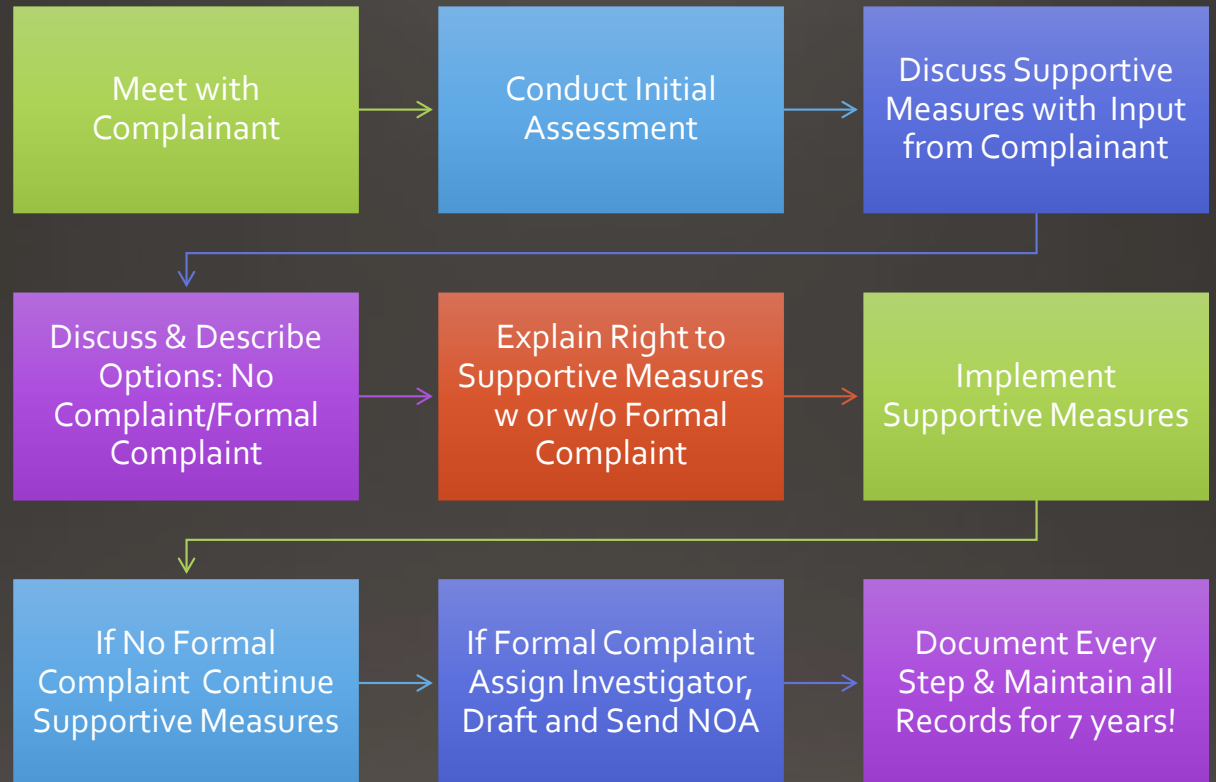 Meet with
Complainant
Conduct Initial
Assessment
Discuss Supportive
Measures with Input
from Complainant
Discuss & Describe
Options: No
Complaint/Formal
Complaint
Explain Right to
Supportive Measures
w or w/o Formal
Complaint
Implement
Supportive Measures
If No Formal
Complaint Continue
Supportive Measures
If Formal Complaint
Assign Investigator,
Draft and Send NOA
Document Every
Step & Maintain all
Records for 7 years!